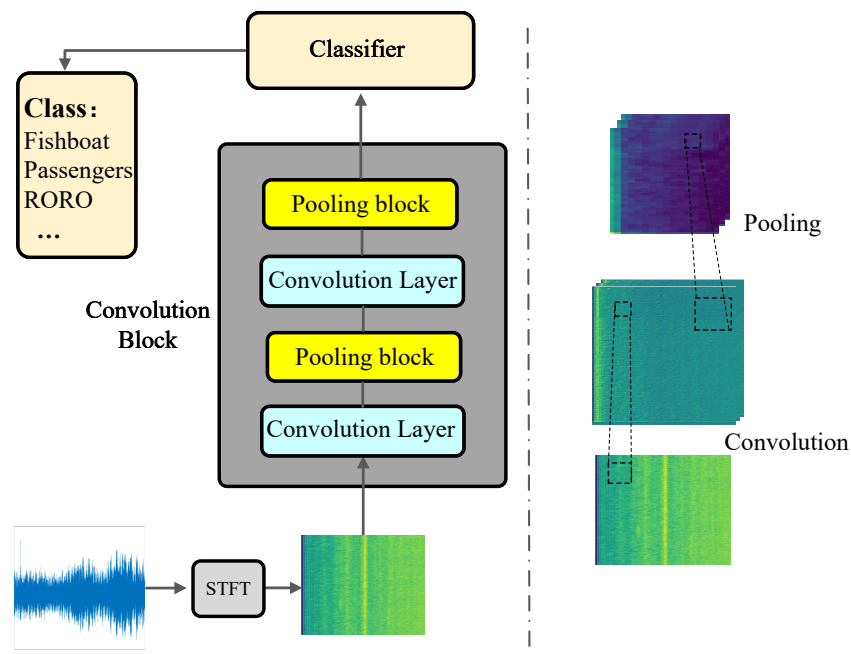 Classifier
Class：
Fishboat
Passengers
RORO
...
Pooling block
Convolution Layer
Convolution
Block
Pooling block
Convolution Layer
STFT
Pooling
Convolution